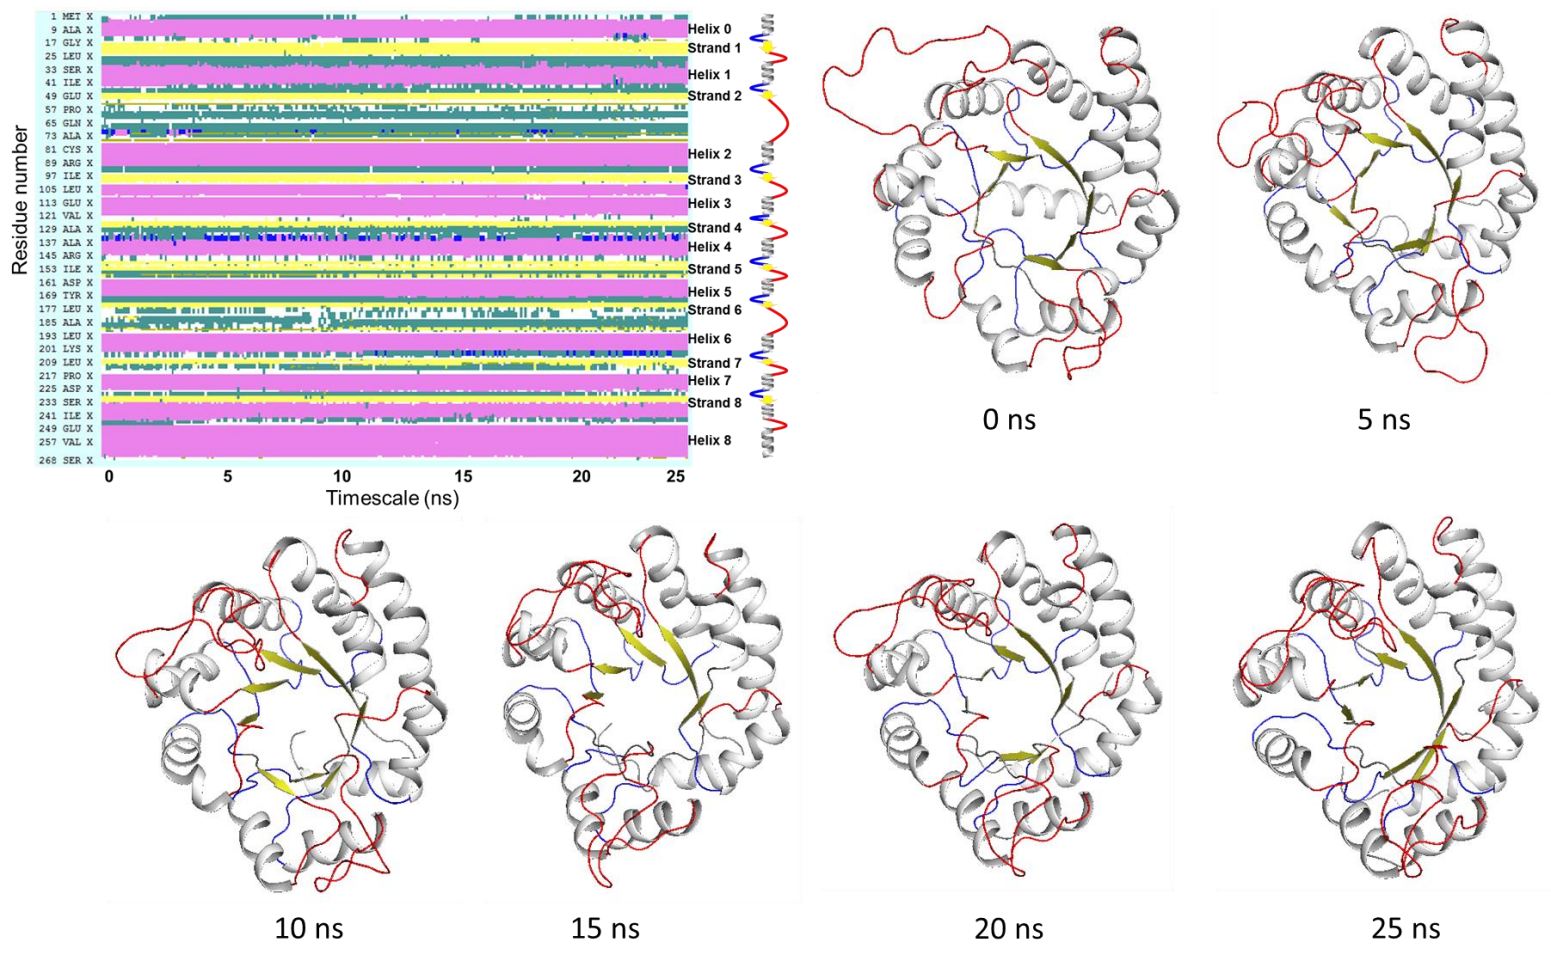 1 MET X
9 ALA X
17 GLY X
25 LEU X
33 SER X
41 ILE X
49 GLU X
57 PRO X
65 GLN X
73 ALA X
81 CYS X
89 ARG X
97 ILE X
105 LEU X
113 GLU X
121 VAL X
129 ALA X
137 ALA X
145 ARG X
153 ILE X
161 ASP X
169 TYR X
177 LEU X
185 ALA X
193 LEU X
201 LYS X
209 LEU X
217 PRO X
225 ASP X
233 SER X
241 ILE X
249 GLU X
257 VAL X
268 SER X
Residue number
Helix 0
Strand 1
Helix 1
Strand 2
Helix 2
Strand 3
Helix 3
Strand 4
Helix 4
Strand 5
Helix 5
Strand 6
Helix 6
Strand 7
Helix 7
Strand 8
Helix 8
0 5 10 15 20 25
Timescale (ns)
0 ns
5 ns
10 ns
15 ns
20 ns
25 ns